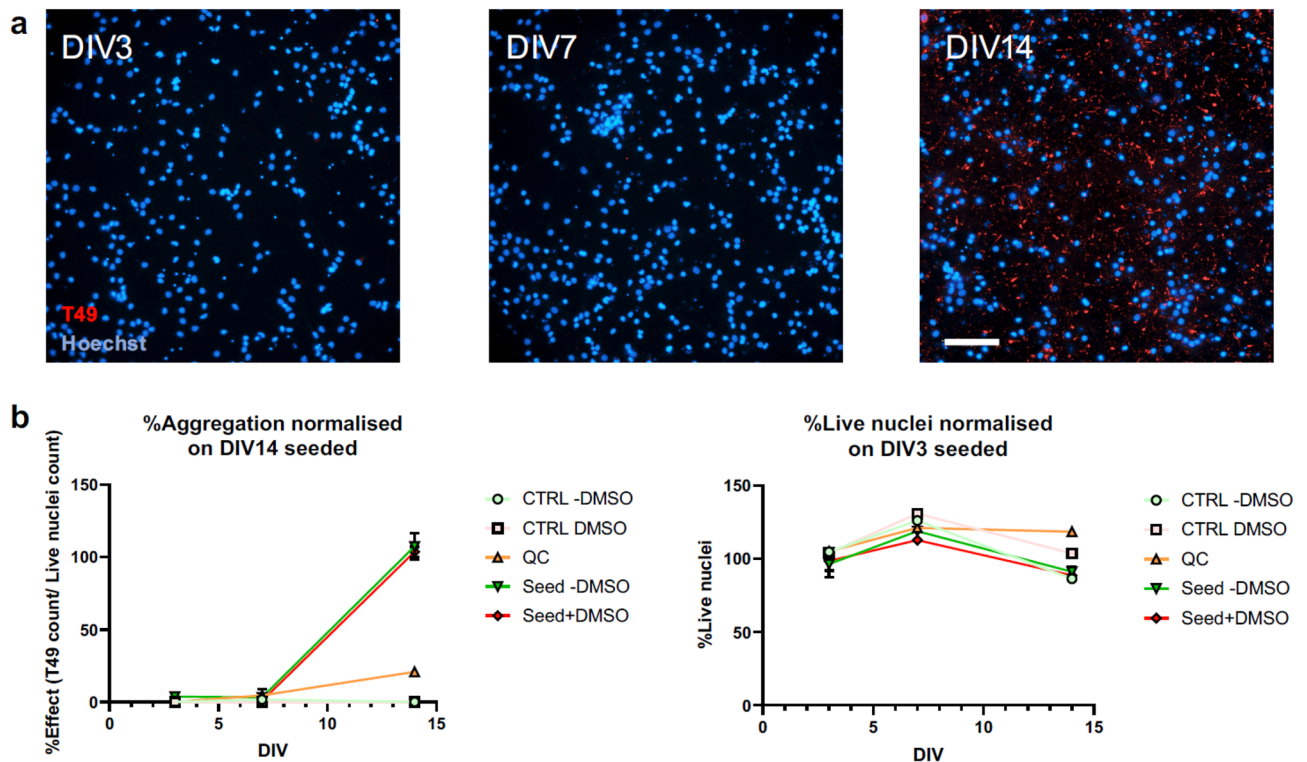 a
DIV3
DIV7
DIV14
T49
Hoechst
b
%Aggregation normalised
on DIV14 seeded
%Effect (T49 count/ Live nuclei count)
150
100
50
0
0
5
10
15
DIV
CTRL -DMSO
CTRL DMSO
QC
Seed -DMSO
Seed+DMSO
%Live nuclei normalised
on DIV3 seeded
%Live nuclei
150
100
50
0
0
5
10
15
DIV
CTRL -DMSO
CTRL DMSO
QC
Seed -DMSO
Seed+DMSO